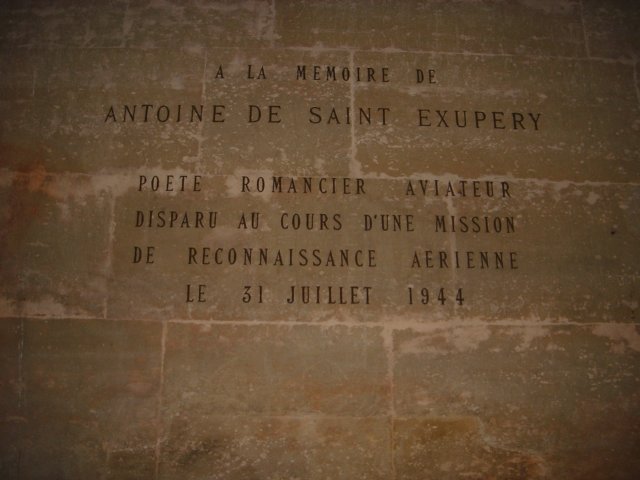 A LA MEMOIRE DE
ANTOINE DE SAINT EXUPERY
POETE ROMANCIER AVIATEUR
DISPARU AU COURS D'UNE MISSION
DE RECONNAISSANCE AERIENNE
LE 31 JUILLET 1944